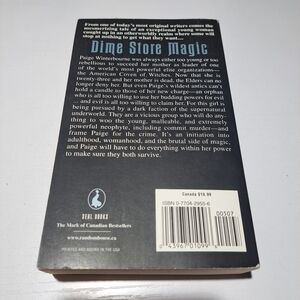 From one of today's most original writers comes the
mesmerizing tale of an exceptional young woman
caught up in an otherworldly realm where some will
stop at nothing to get what they want...
Dime Store Magic
Paige Winterbourne was always either too young or too
rebellious to succeed her mother as leader of one
of the world's most powerful elite organizations—
the American Coven of Witches. Now that she is
twenty-three and her mother is dead, the Elders can no
longer deny her. But even Paige's wildest antics can't
hold a candle to those of her new charge—an orphan
who is all too willing to use her budding powers for evil
... and evil is all too willing to claim her. For this girl is
being pursued by a dark faction of the supernatural
underworld. They are a vicious group who will do any-
thing to woo the young, malleable, and extremely
powerful neophyte, including commit murder—and
frame Paige for the crime. It's an initiation into
adulthood, womanhood, and the brutal side of magic,
and Paige will have to do everything within her power
to make sure they both survive.
SEAL BOOKS
The Mark of Canadian Bestsellers
www.randomhouse.ca
PRINTED AND BOUND IN THE USA
Canada $10.99
ISBN 0-7704-2955-6
00507
43967 01099